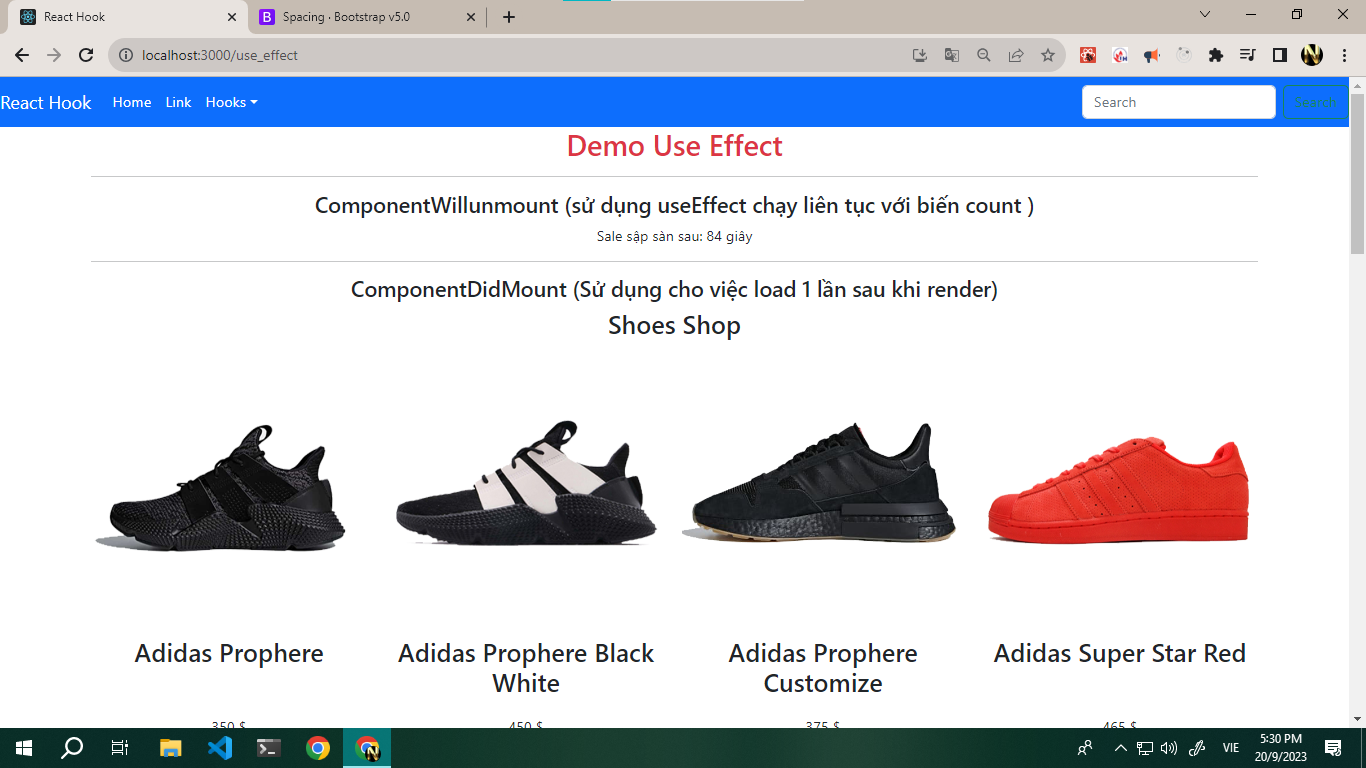 React Hook
Spacing · Bootstrap v5.0
localhost:3000/use_effect
React Hook Home Link Hooks Search Search
Demo Use Effect
ComponentWillunmount (sử dụng useEffect chạy liên tục với biến count )
Sale sập sàn sau: 84 giây
ComponentDidMount (Sử dụng cho việc load 1 lần sau khi render)
Shoes Shop
Adidas Prophere
Adidas Prophere Black
White
Adidas Prophere
Customize
Adidas Super Star Red
350 $
450 $
375 $
465 $
VIE
5:30 PM
20/9/2023